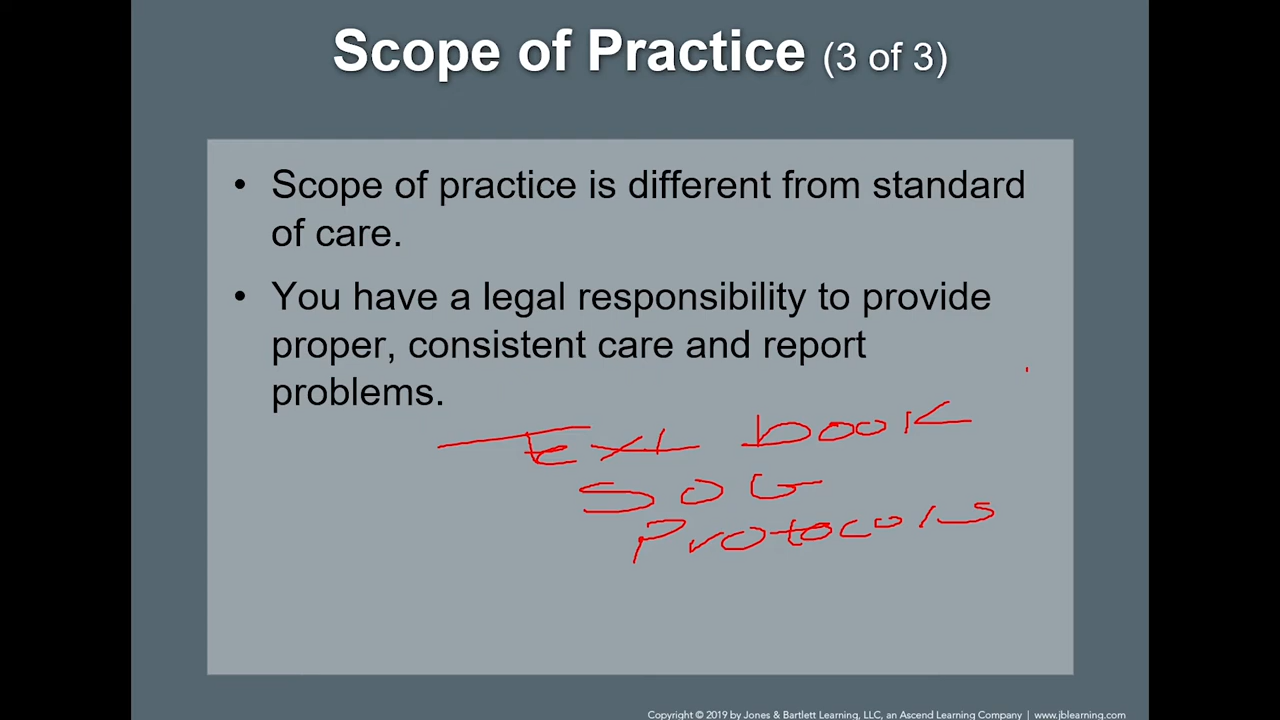 Scope of Practice (3 of 3)
• Scope of practice is different from standard
of care.
• You have a legal responsibility to provide
proper, consistent care and report
problems.
Text book
SOG
Protocols
Copyright © 2019 by Jones & Bartlett Learning, LLC, an Ascend Learning Company | www.jblearning.com